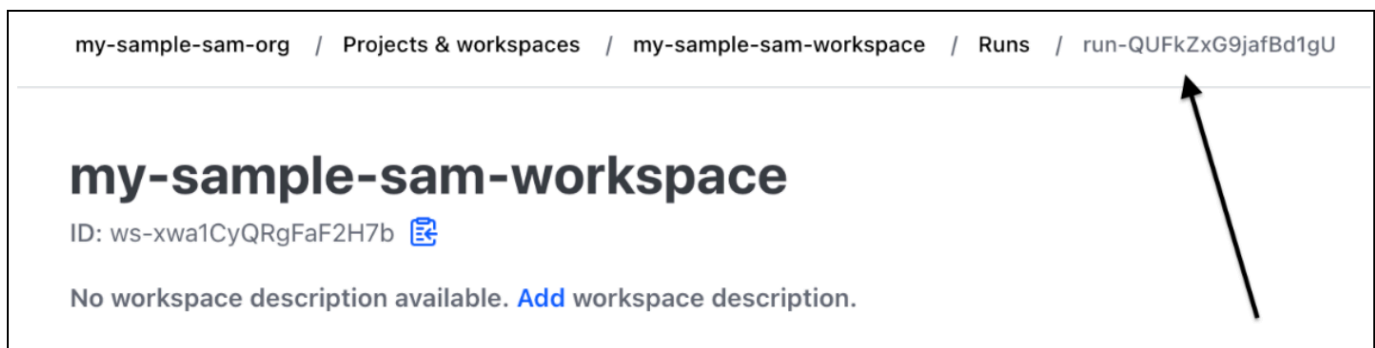 my-sample-sam-org / Projects & workspaces / my-sample-sam-workspace / Runs / run-QUFkZxG9jafBd1gU
my-sample-sam-workspace
ID: ws-xwa1CyQRgFaF2H7b
No workspace description available. Add workspace description.